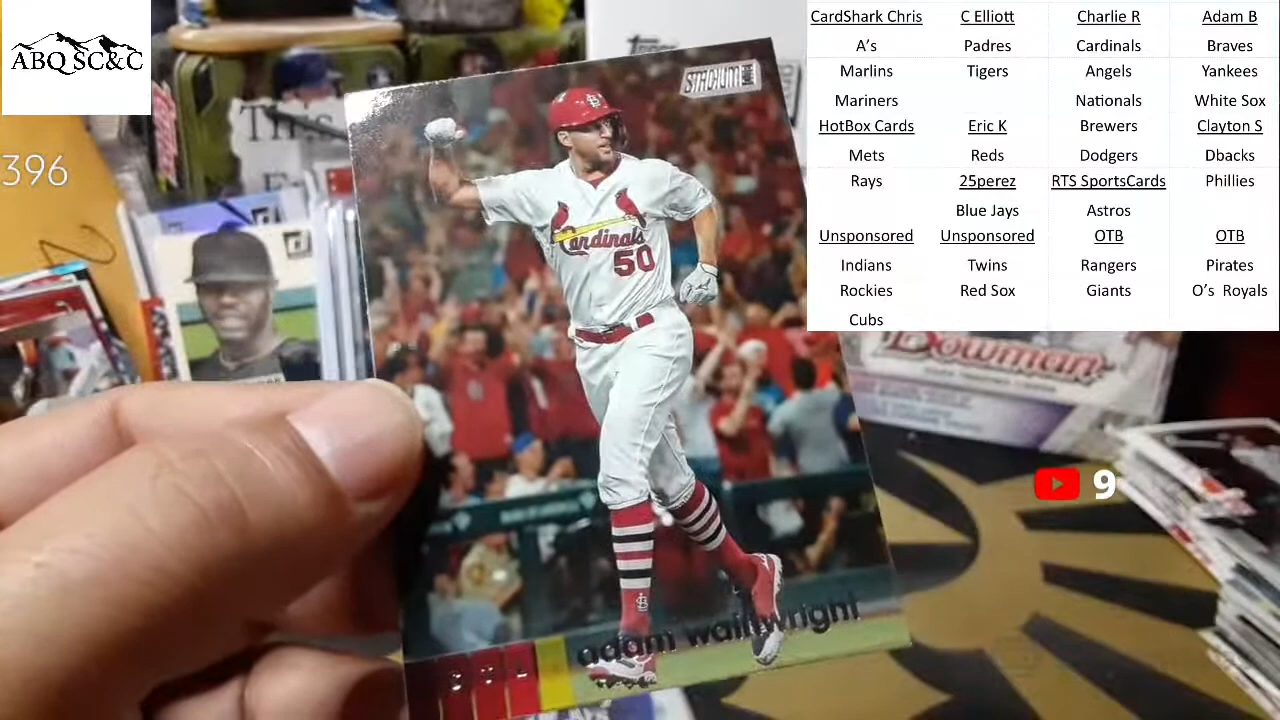 ABQ SC&C
396
CardShark Chris
A's
Marlins
Mariners
HotBox Cards
Mets
Rays
Unsponsored
Indians
Rockies
Cubs
C Elliott
Padres
Tigers
Eric K
Reds
25perez
Blue Jays
Unsponsored
Twins
Red Sox
Charlie R
Cardinals
Angels
Nationals
Brewers
Dodgers
RTS SportsCards
Astros
OTB
Rangers
Giants
Adam B
Braves
Yankees
White Sox
Clayton S
Dbacks
Phillies
OTB
Pirates
O's Royals
STADIUM
Cardinals
50
adam wainwright
Bowman
9